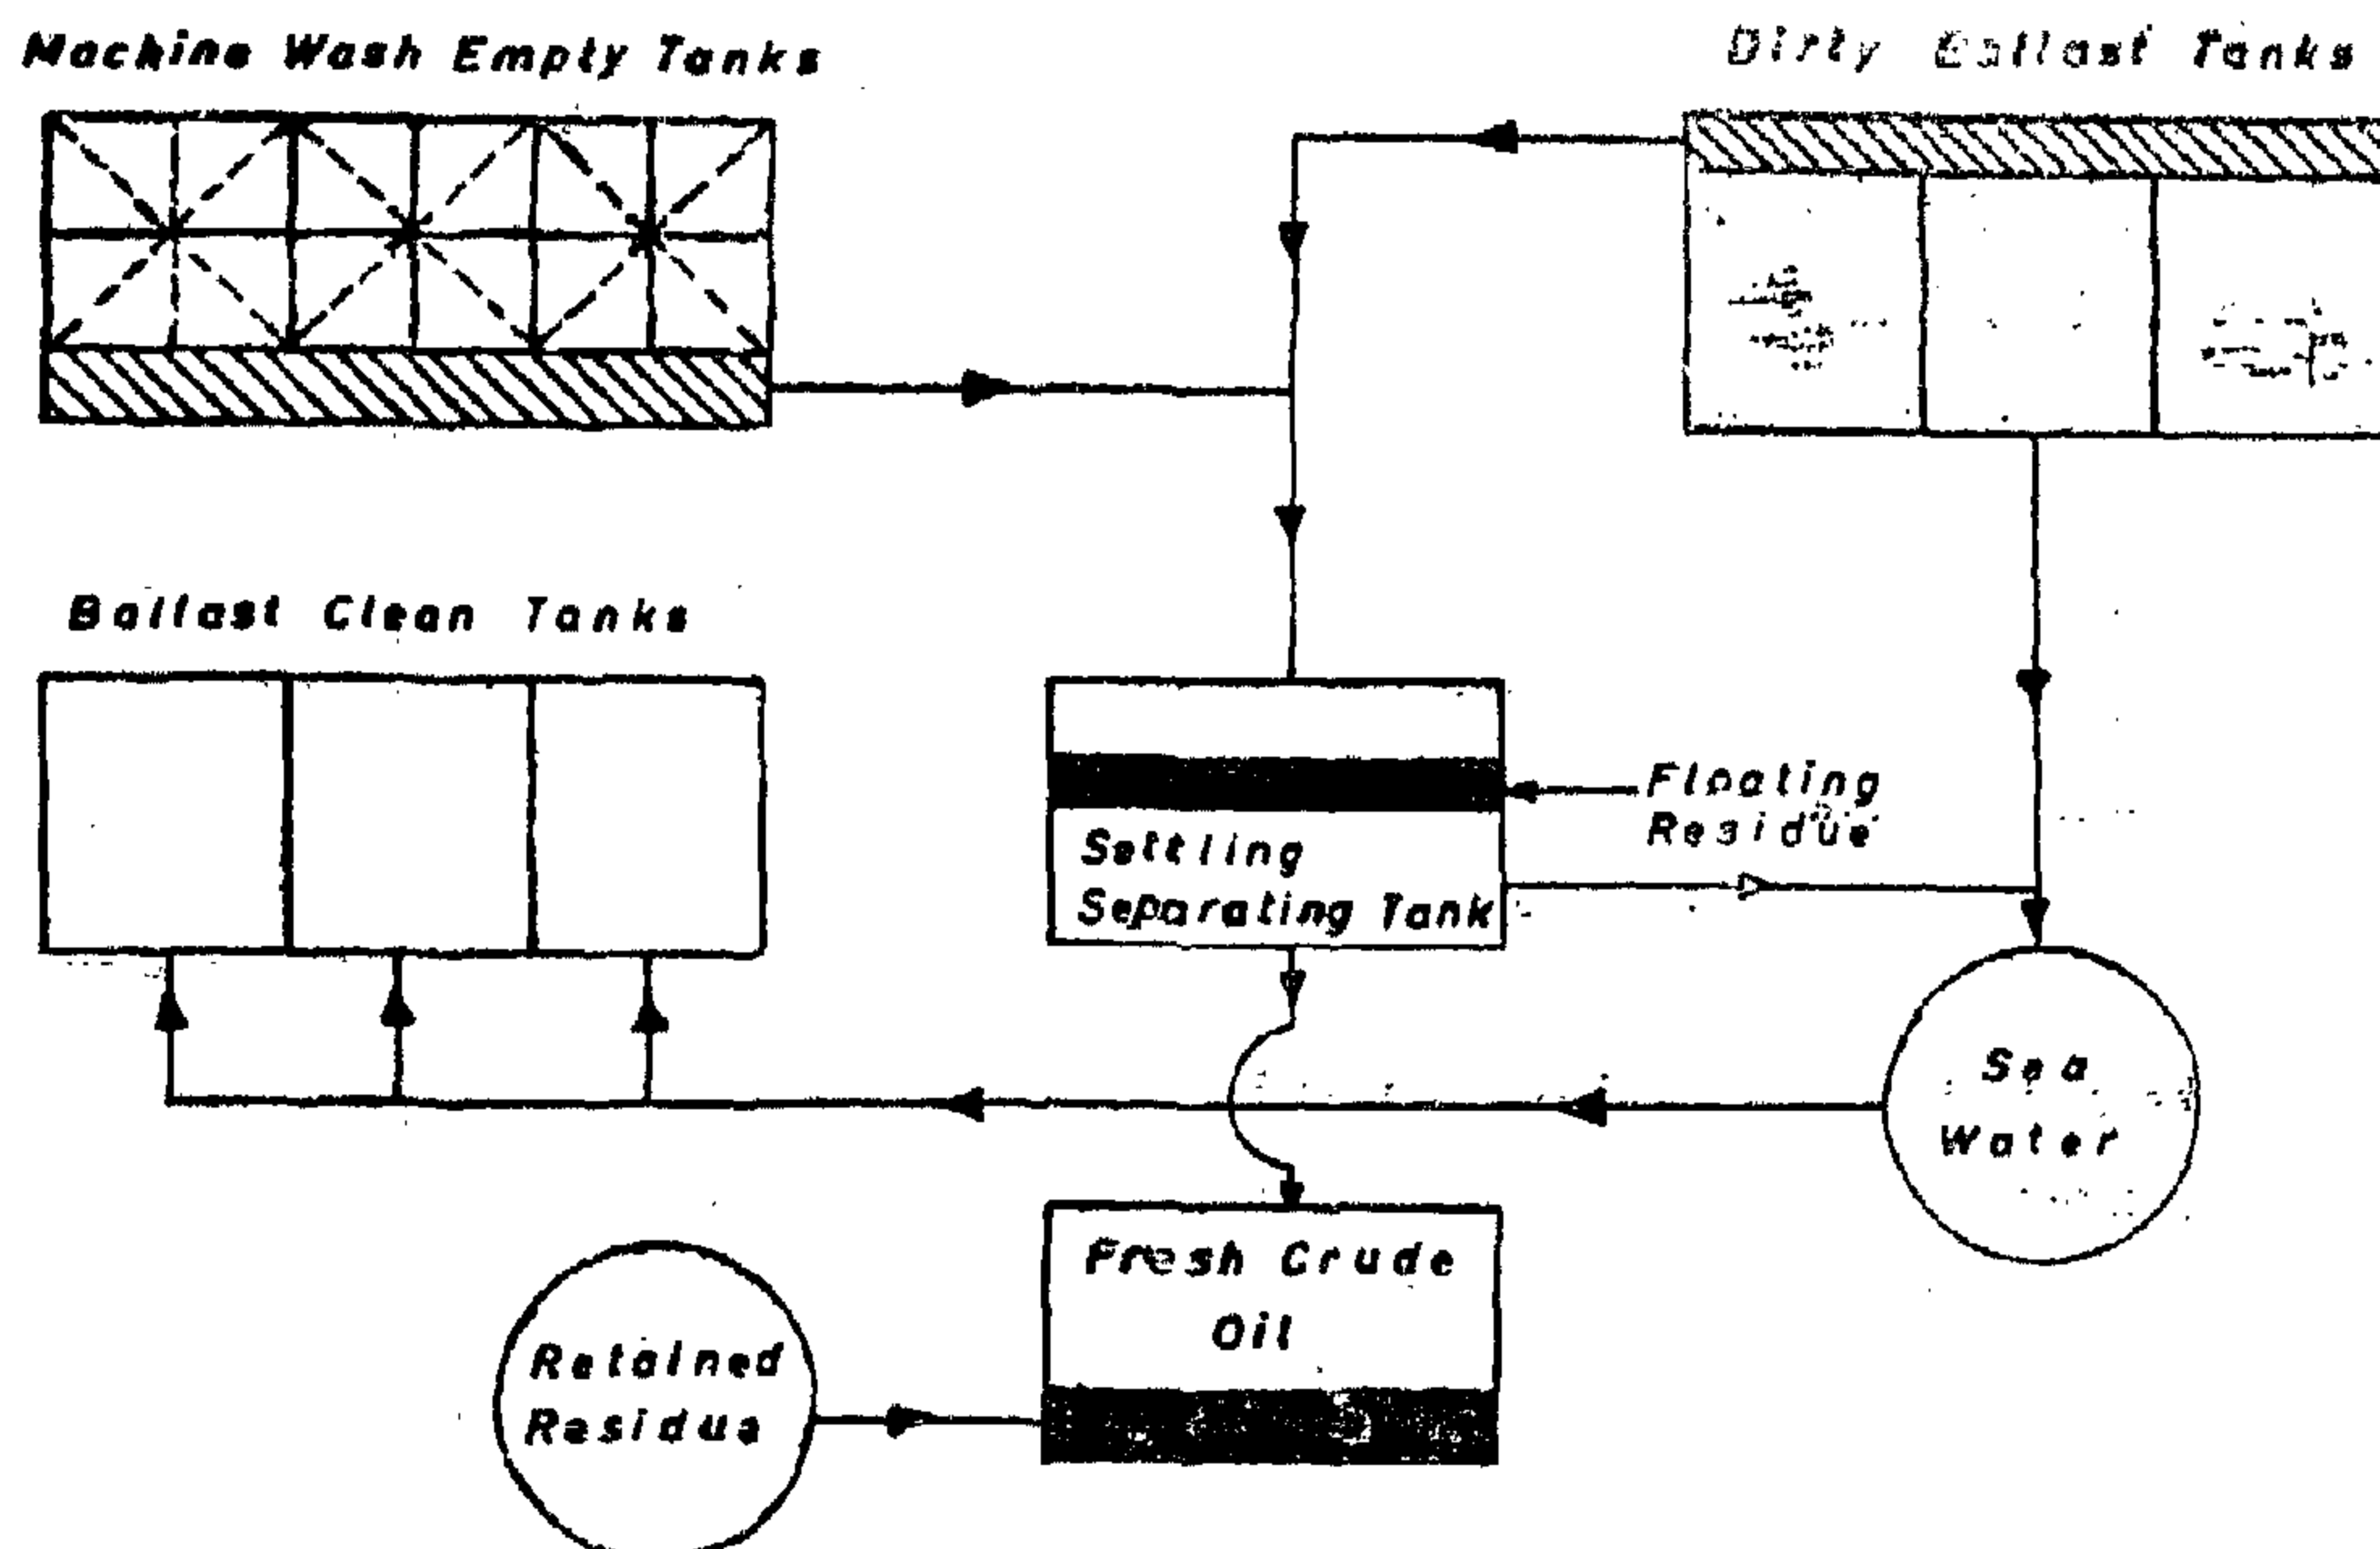 Machine Wash Empty Tanks
Dirty Ballast Tanks
Ballast Clean Tanks
Floating
Residue
Settling
Separating Tank
Sea
Water
Fresh Crude
Oil
Retained
Residue